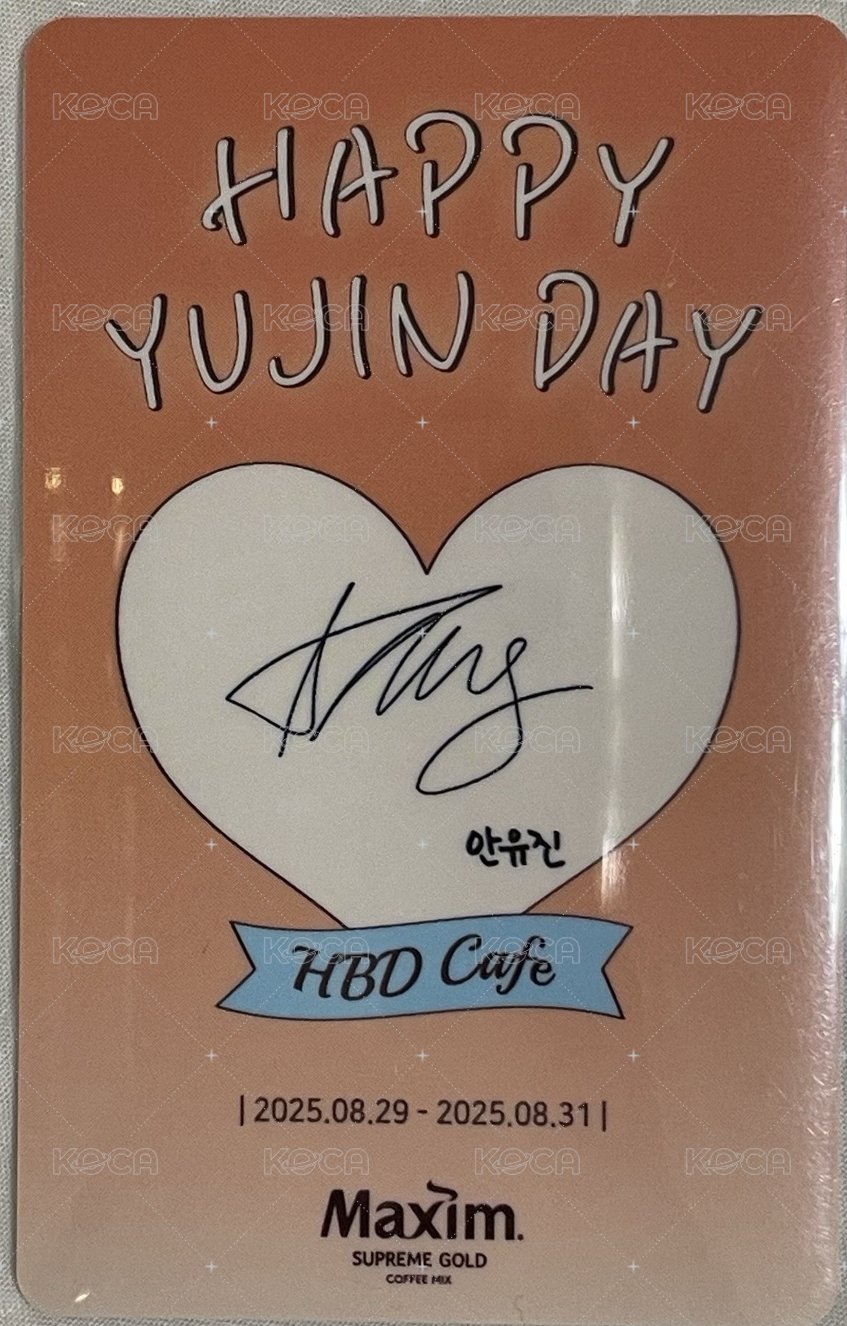 HAPPY
YUJIN DAY
안유진
HBD Cafe
| 2025.08.29 - 2025.08.31 |
Maxim.
SUPREME GOLD
COFFEE MIX
KOCA